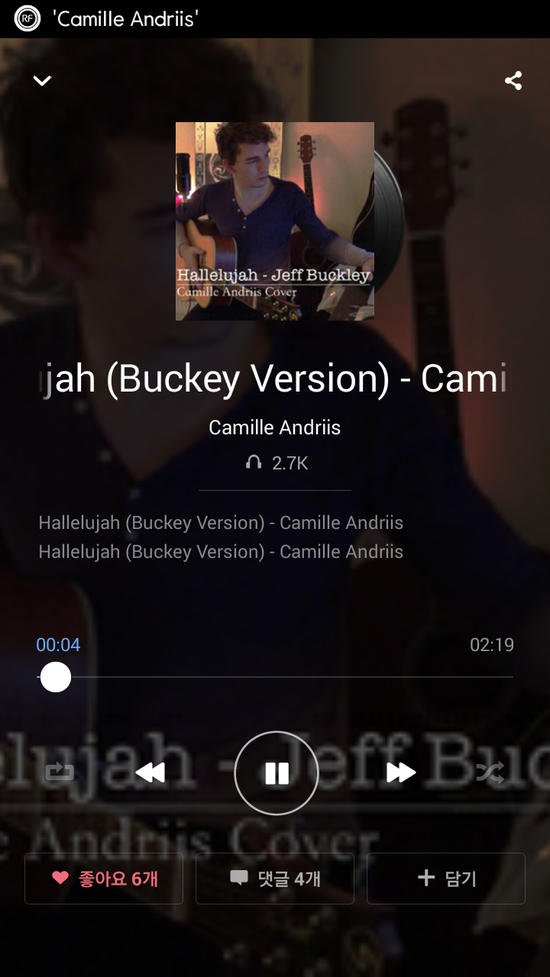 RF 'Camille Andriis'
Hallelujah - Jeff Buckley
Camille Andriis Cover
jah (Buckey Version) - Cami
Camille Andriis
2.7K
Hallelujah (Buckey Version) - Camille Andriis
Hallelujah (Buckey Version) - Camille Andriis
00:04
02:19
elujah - Jeff Buc
c Andriis Cover
좋아요 6개
댓글 4개
담기